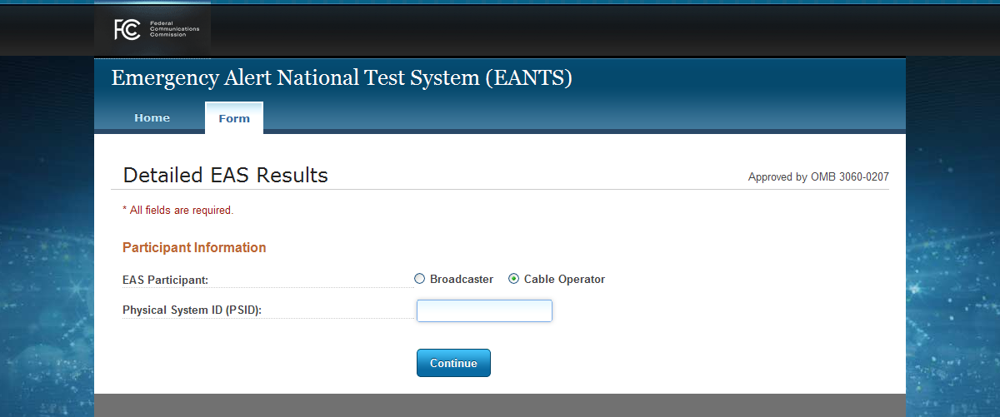 FCC
Federal
Communications
Commission
Emergency Alert National Test System (EANTS)
Home Form
Detailed EAS Results
Approved by OMB 3060-0207
* All fields are required.
Participant Information
EAS Participant: Broadcaster Cable Operator
Physical System ID (PSID):
Continue